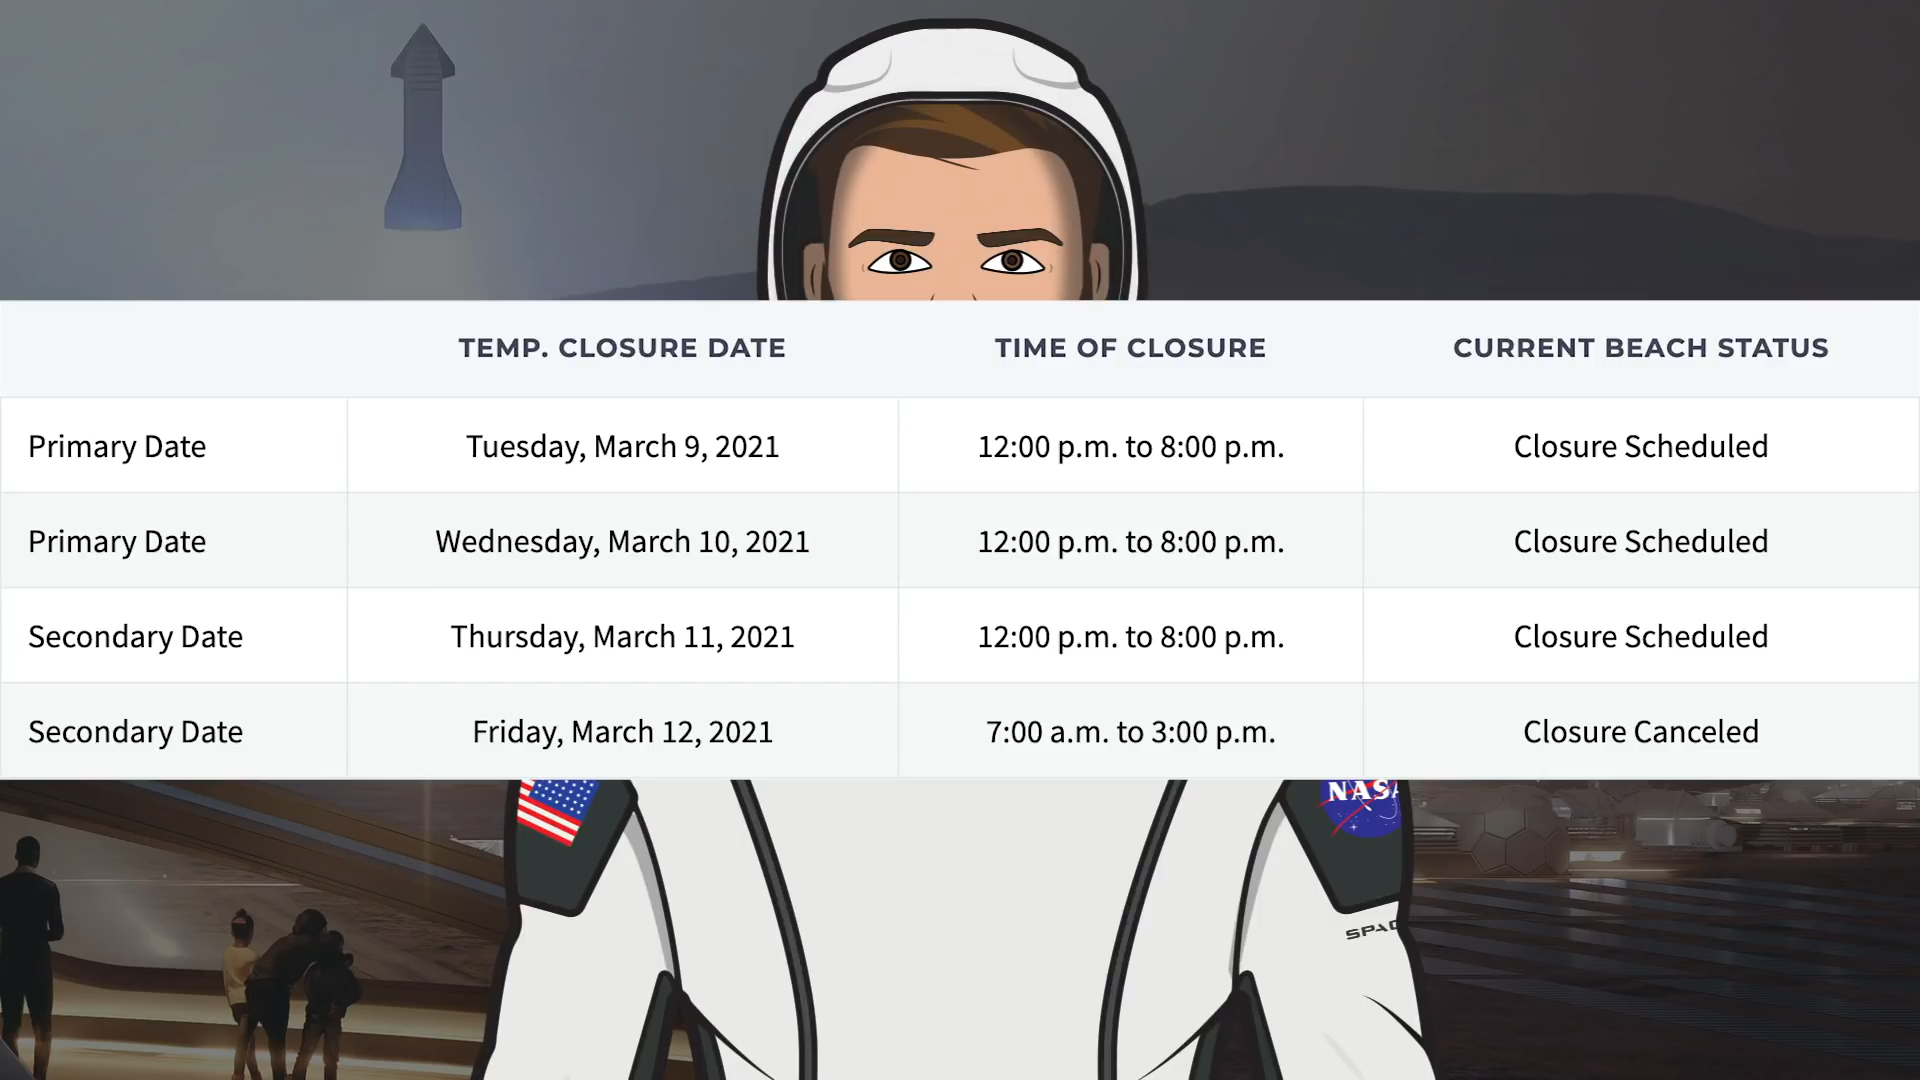 TEMP. CLOSURE DATE TIME OF CLOSURE CURRENT BEACH STATUS
Primary Date Tuesday, March 9, 2021 12:00 p.m. to 8:00 p.m. Closure Scheduled
Primary Date Wednesday, March 10, 2021 12:00 p.m. to 8:00 p.m. Closure Scheduled
Secondary Date Thursday, March 11, 2021 12:00 p.m. to 8:00 p.m. Closure Scheduled
Secondary Date Friday, March 12, 2021 7:00 a.m. to 3:00 p.m. Closure Canceled
NASA
SPAC